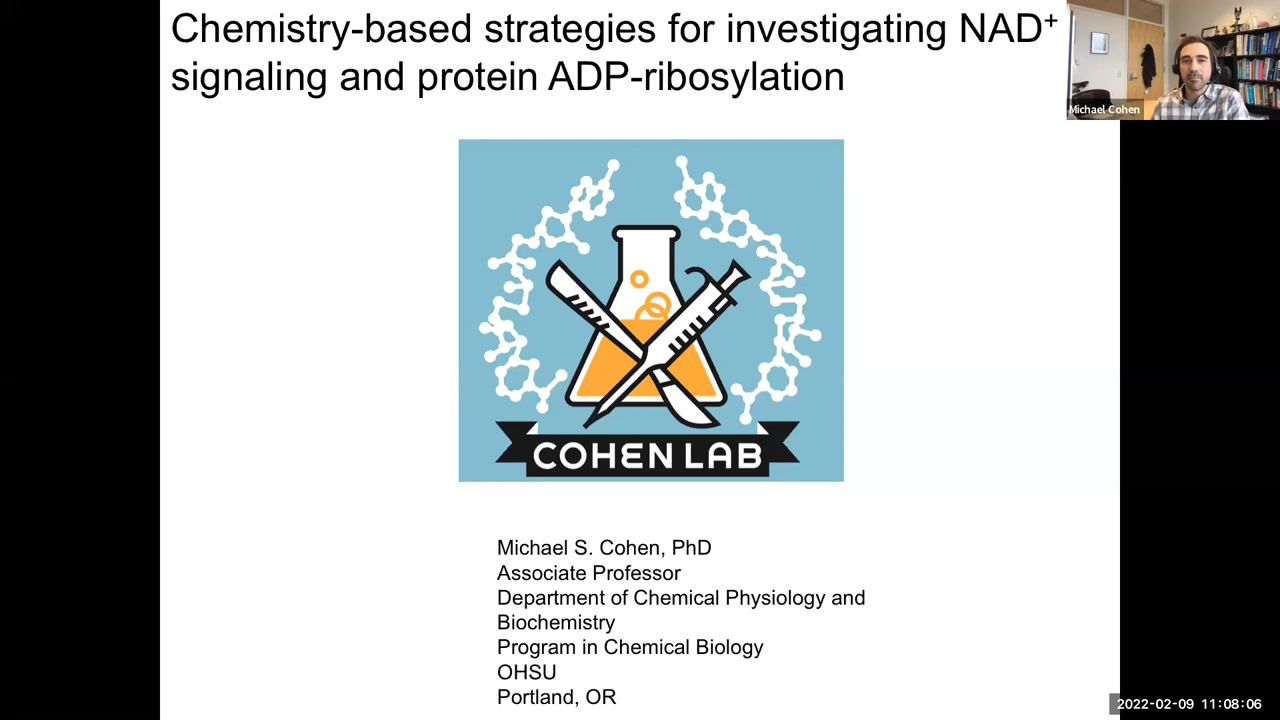 Chemistry-based strategies for investigating NAD⁺
signaling and protein ADP-ribosylation
Michael Cohen
COHEN LAB
Michael S. Cohen, PhD
Associate Professor
Department of Chemical Physiology and
Biochemistry
Program in Chemical Biology
OHSU
Portland, OR
2022-02-09 11:08:06